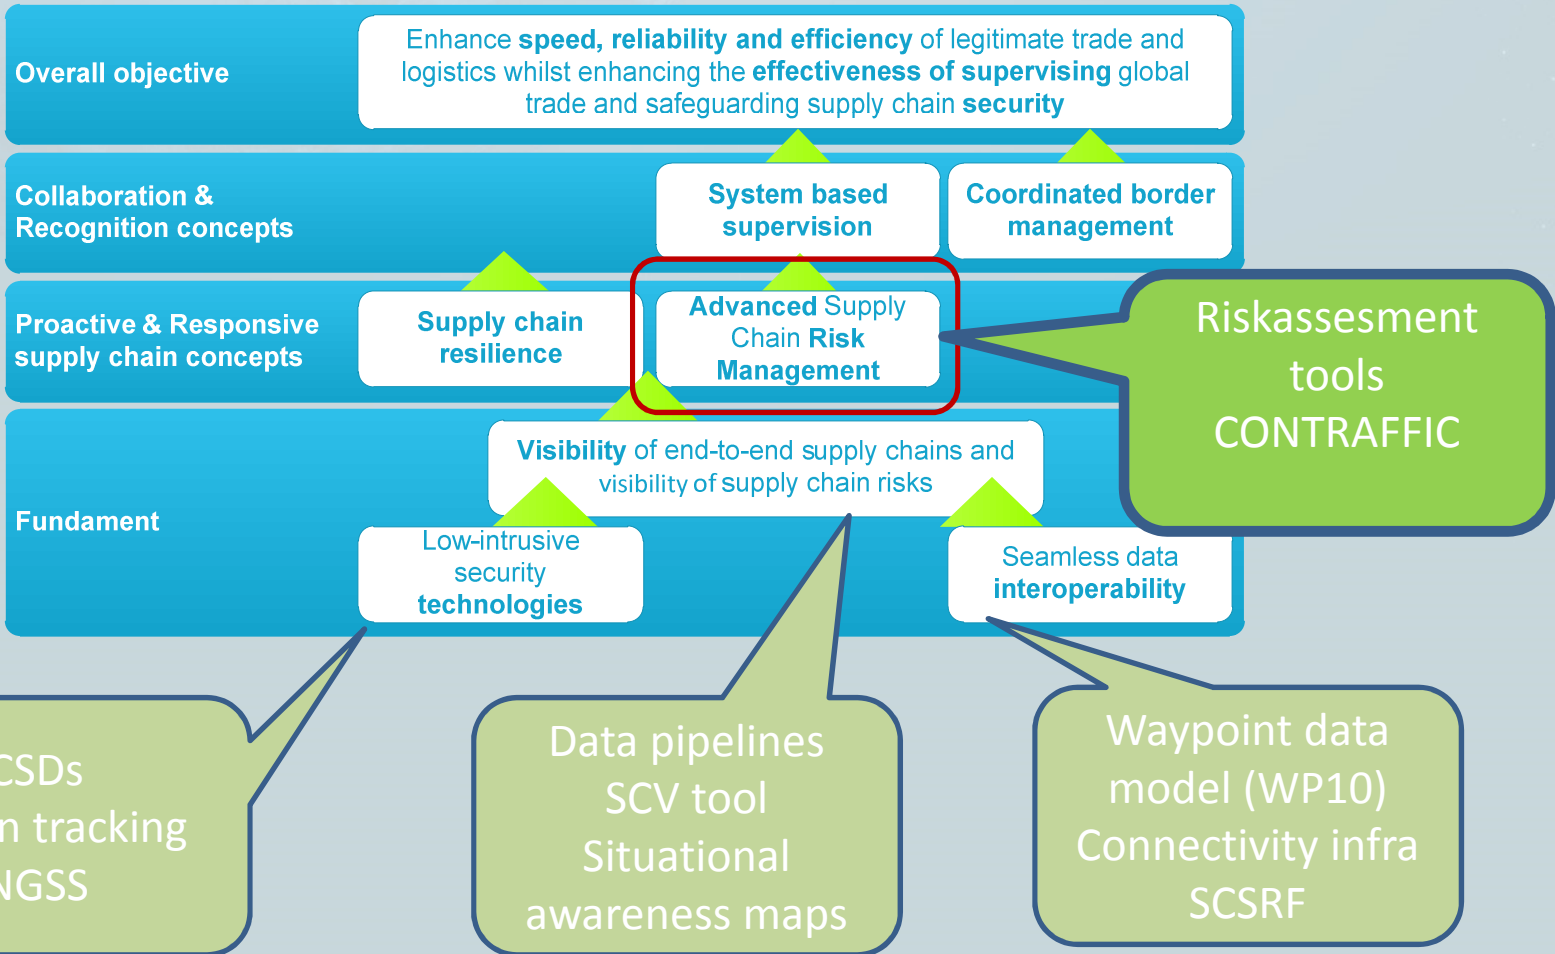 Overall objective
Enhance speed, reliability and efficiency of legitimate trade and
logistics whilst enhancing the effectiveness of supervising global
trade and safeguarding supply chain security
Collaboration &
Recognition concepts
System based
supervision
Coordinated border
management
Proactive & Responsive
supply chain concepts
Supply chain
resilience
Advanced Supply
Chain Risk
Management
Riskassesment
tools
CONTRAFFIC
Fundament
Visibility of end-to-end supply chains and
visibility of supply chain risks
Low-intrusive
security
technologies
Seamless data
interoperability
CSDs
tracking
NGSS
Data pipelines
SCV tool
Situational
awareness maps
Waypoint data
model (WP10)
Connectivity infra
SCSRF